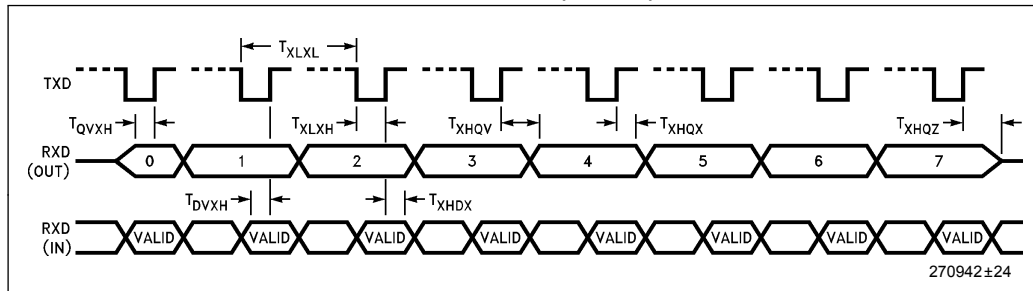 T_XLXL
TXD
T_QVXH T_XLXH T_XHQV T_XHQX T_XHQZ
RXD (OUT) 0 1 2 3 4 5 6 7
T_DVXH T_XHDX
RXD (IN) VALID VALID VALID VALID VALID VALID VALID VALID
270942±24